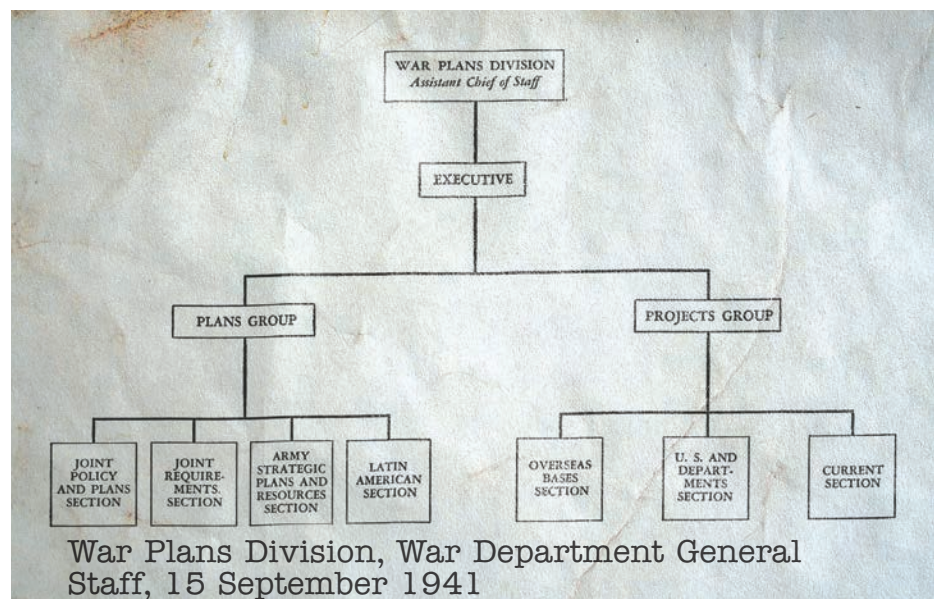 WAR PLANS DIVISION
Assistant Chief of Staff
EXECUTIVE
PLANS GROUP
PROJECTS GROUP
JOINT
POLICY
AND PLANS
SECTION
JOINT
REQUIRE-
MENTS.
SECTION
ARMY
STRATEGIC
PLANS AND
RESOURCES
SECTION
LATIN
AMERICAN
SECTION
OVERSEAS
BASES
SECTION
U. S. AND
DEPART-
MENTS
SECTION
CURRENT
SECTION
War Plans Division, War Department General
Staff, 15 September 1941